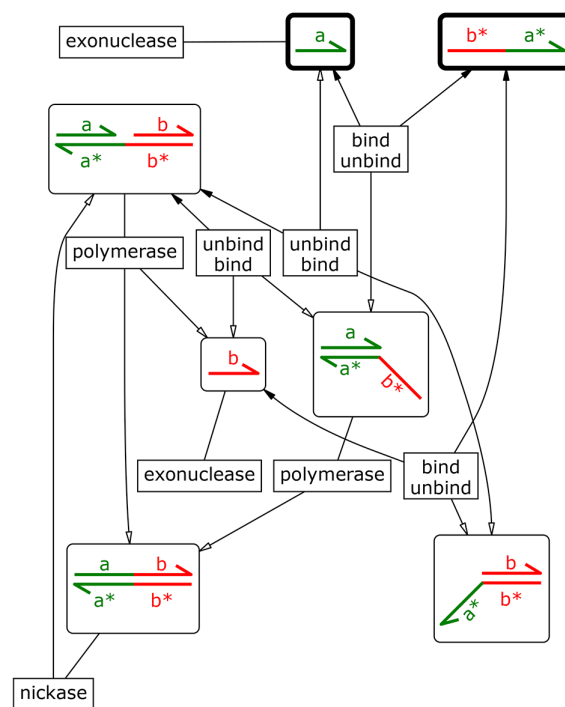 exonuclease
a
b* a*
a b
a* b*
bind
unbind
polymerase
unbind
bind
unbind
bind
a
a*
b*
b
exonuclease
polymerase
bind
unbind
a b
a* b*
b
a* b*
nickase